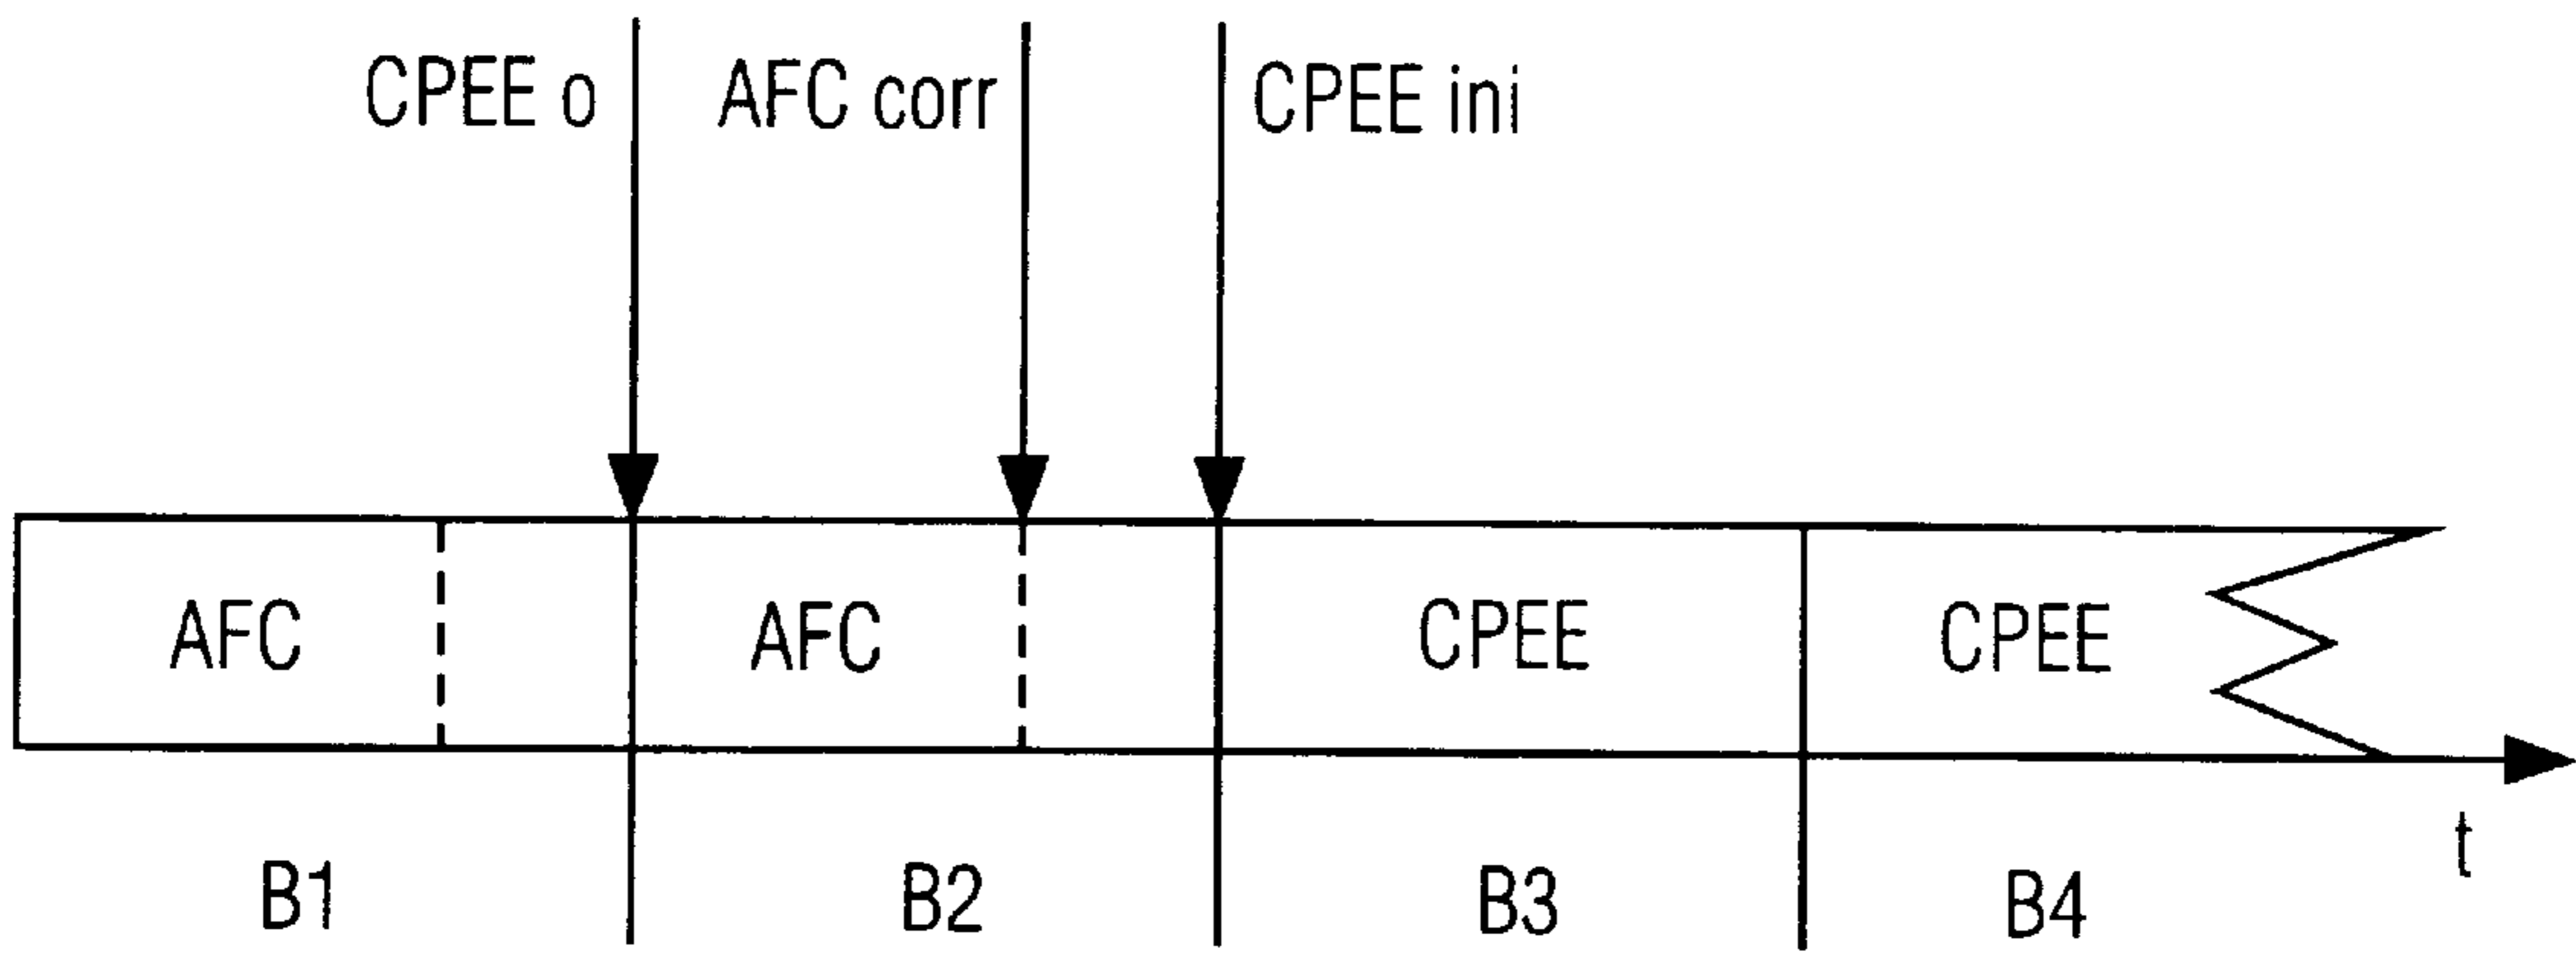 CPEE o
AFC corr
CPEE ini
AFC
AFC
CPEE
CPEE
t
B1
B2
B3
B4